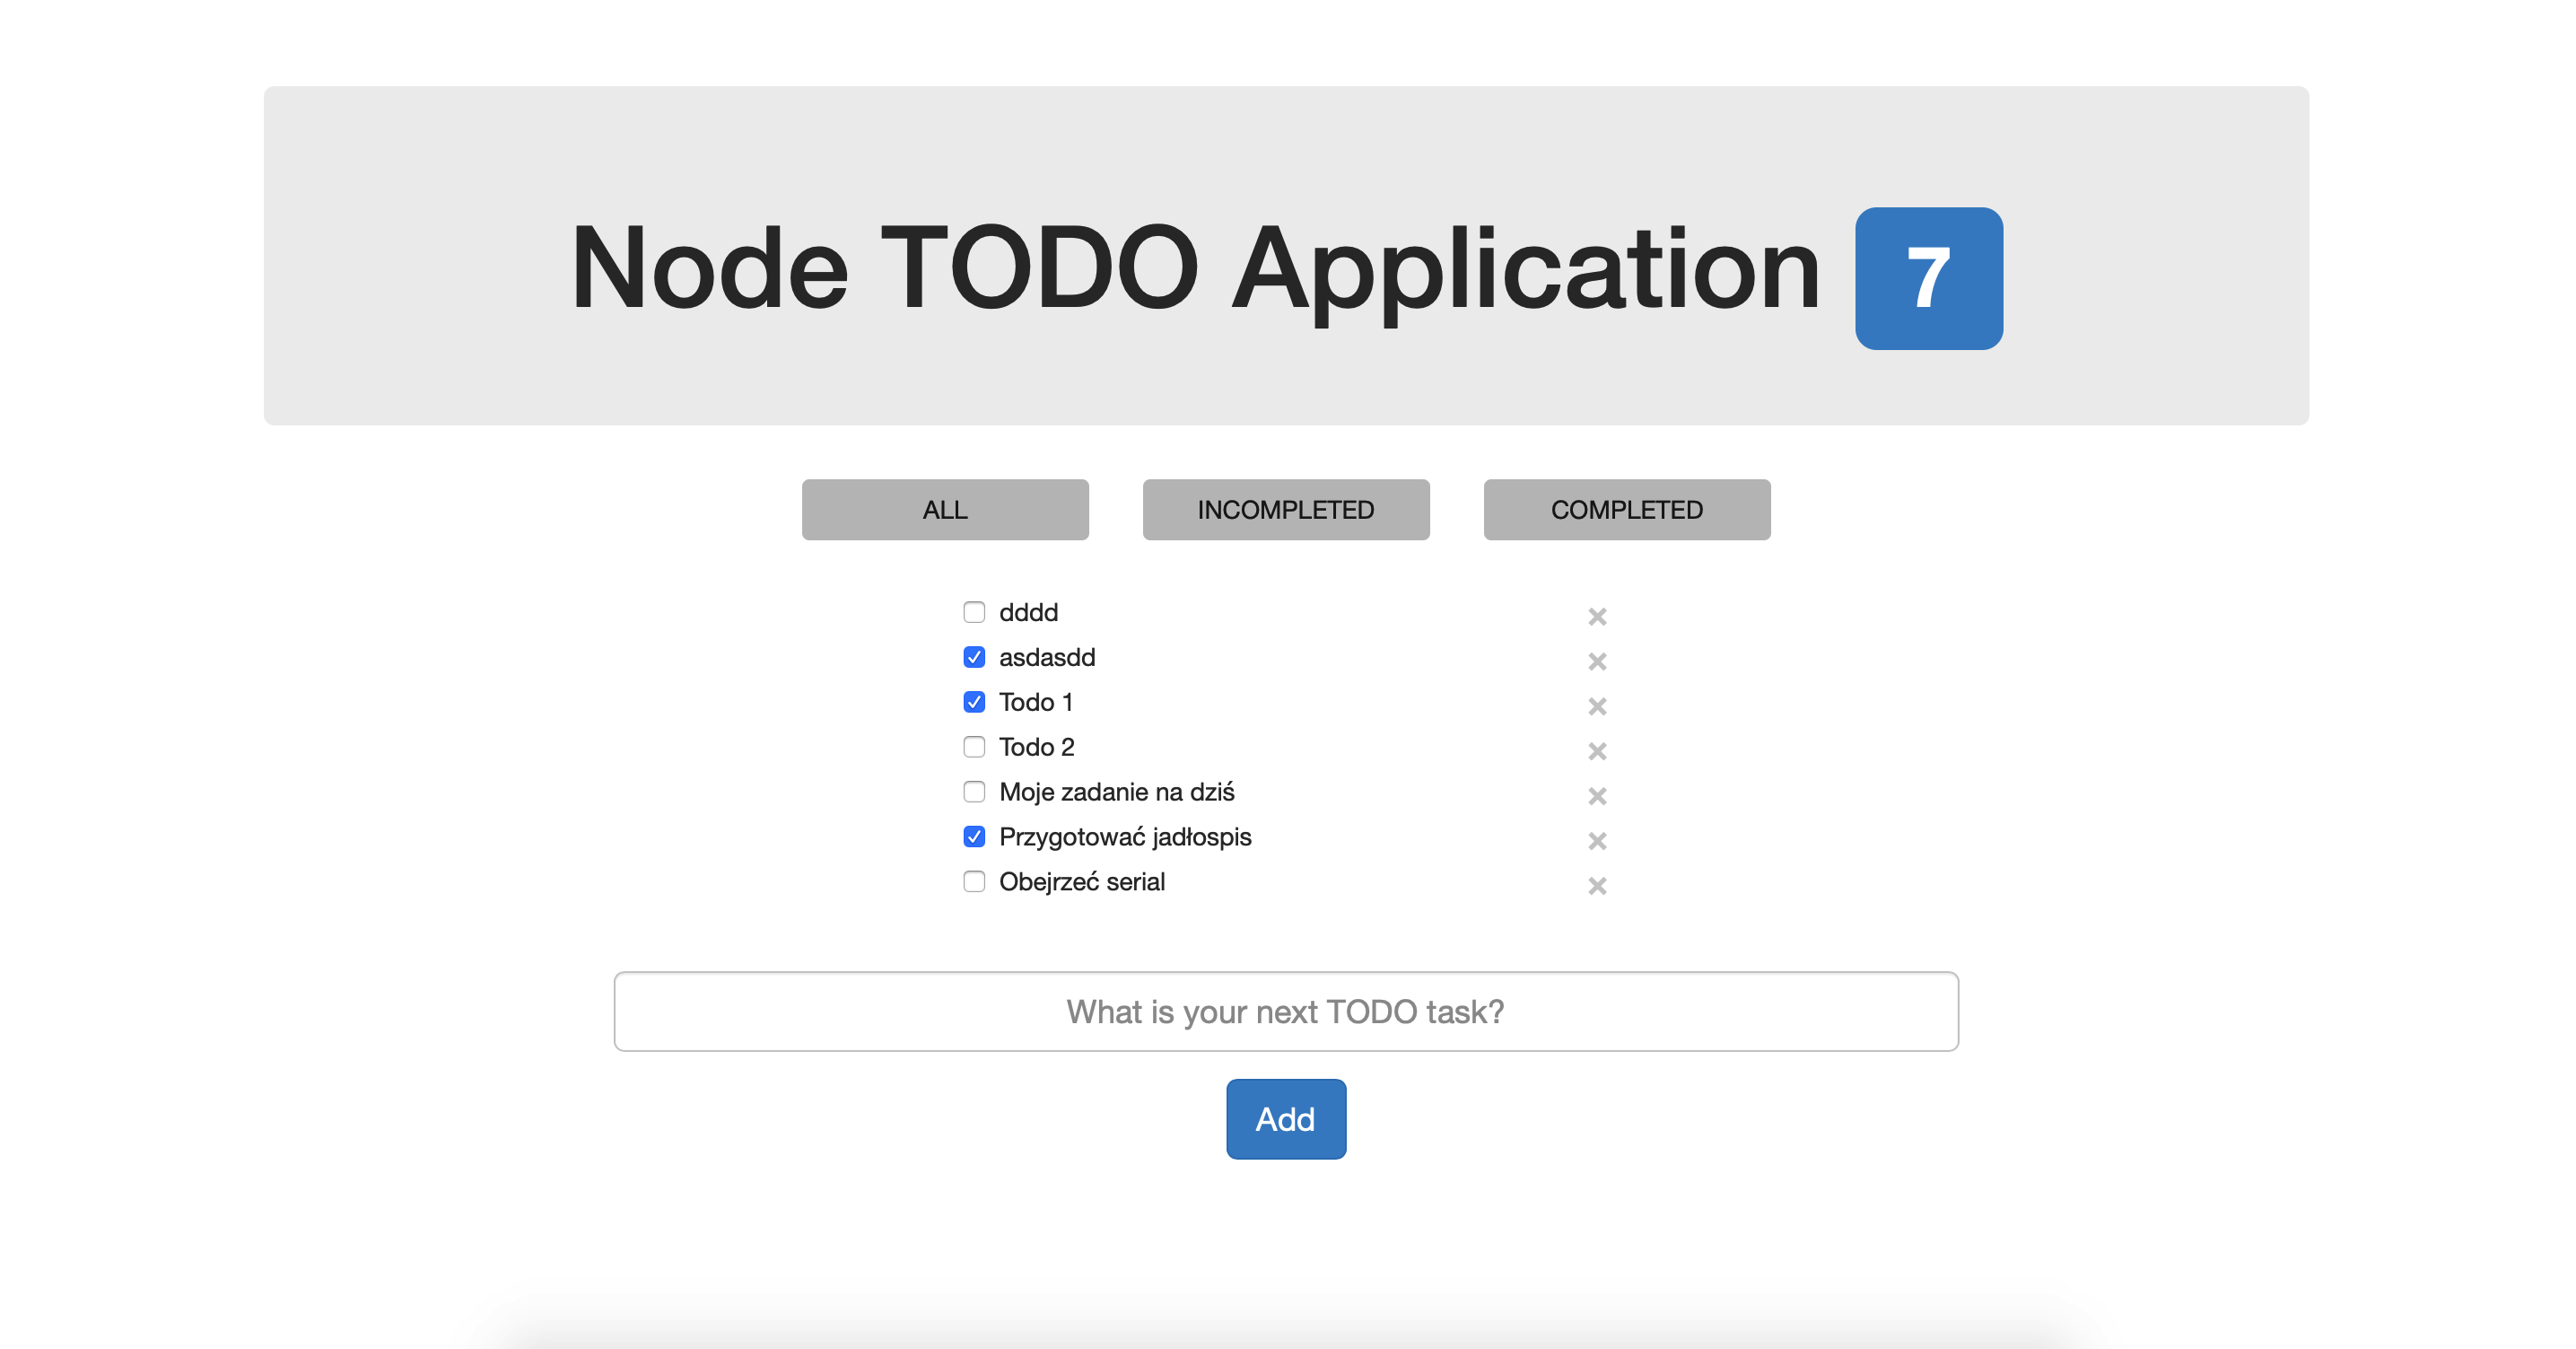 Node TODO Application 7
ALL INCOMPLETED COMPLETED
dddd
asdasdd
Todo 1
Todo 2
Moje zadanie na dziś
Przygotować jadłospis
Obejrzeć serial
What is your next TODO task?
Add